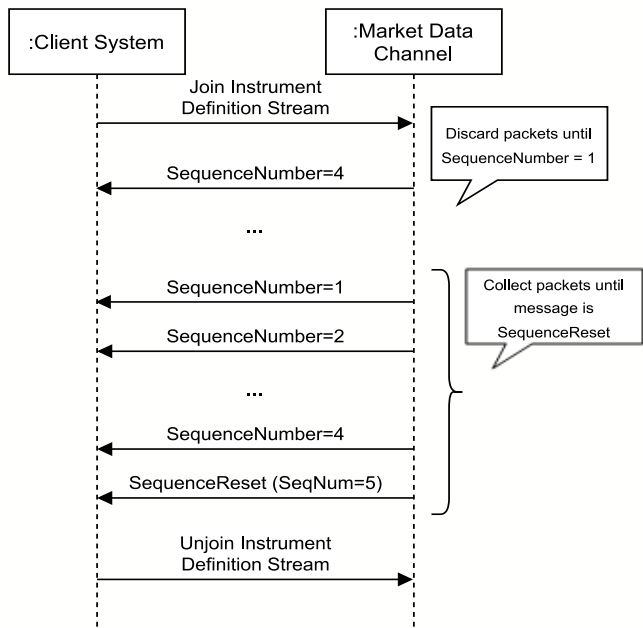 :Client System
:Market Data
Channel
Join Instrument
Definition Stream
Discard packets until
SequenceNumber = 1
SequenceNumber=4
...
SequenceNumber=1
Collect packets until
message is
SequenceReset
SequenceNumber=2
...
SequenceNumber=4
SequenceReset (SeqNum=5)
Unjoin Instrument
Definition Stream